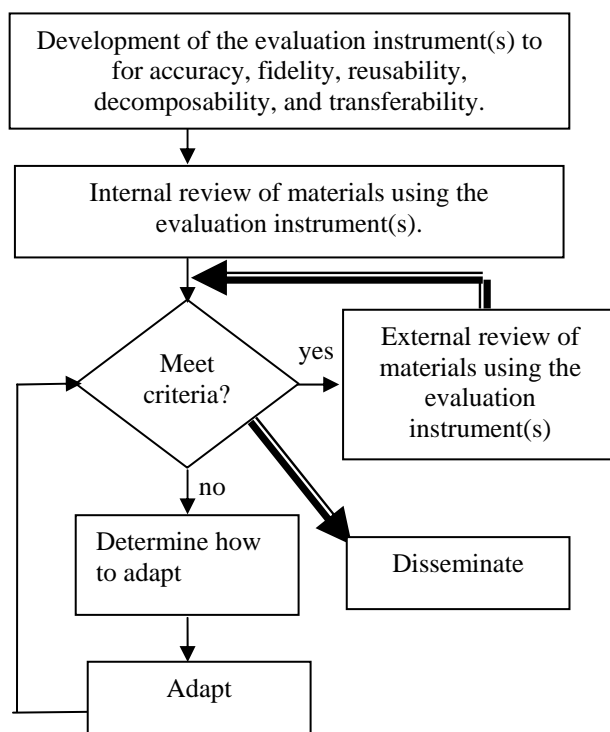 Development of the evaluation instrument(s) to
for accuracy, fidelity, reusability,
decomposability, and transferability.
Internal review of materials using the
evaluation instrument(s).
Meet
criteria?
yes
External review of
materials using the
evaluation
instrument(s)
no
Determine how
to adapt
Disseminate
Adapt